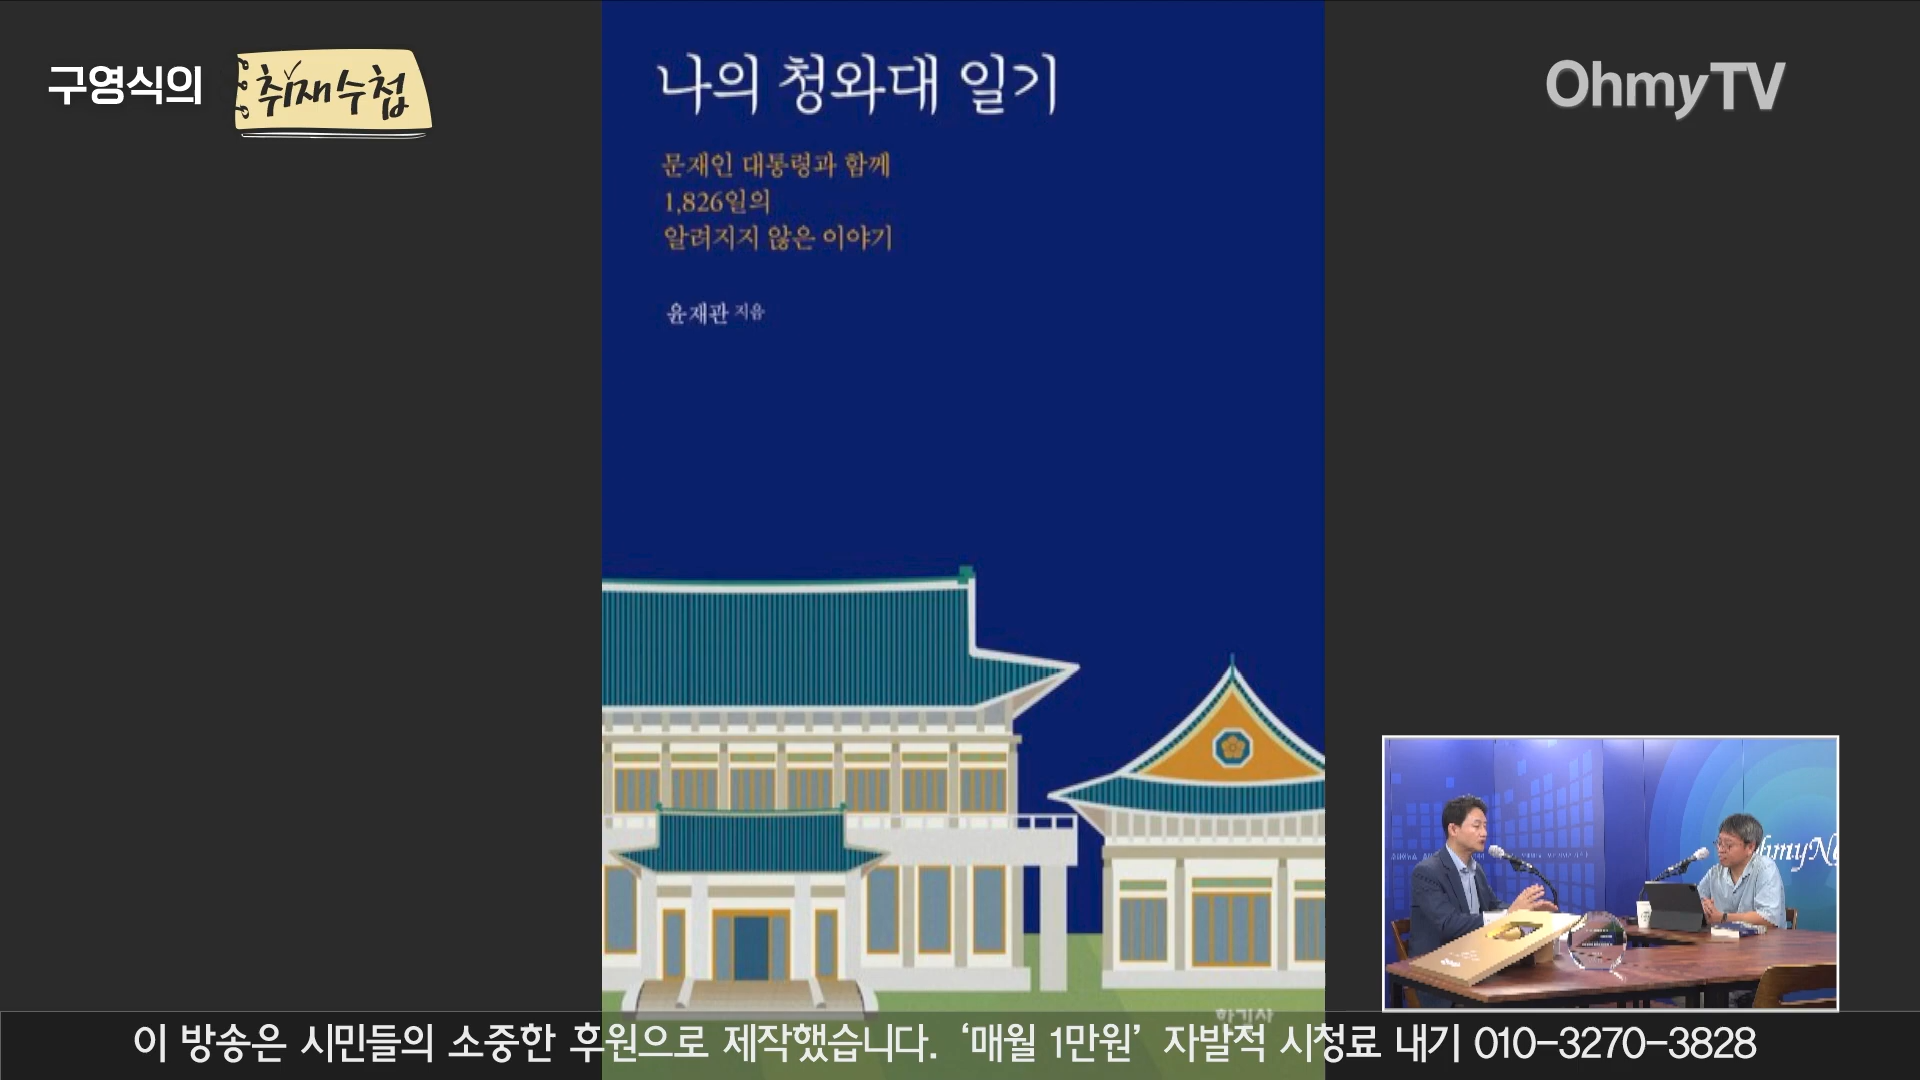 구영식의
취재수첩
OhmyTV
나의 청와대 일기
문재인 대통령과 함께
1,826일의
알려지지 않은 이야기
윤재관 지음
한길사
이 방송은 시민들의 소중한 후원으로 제작했습니다. ‘매월 1만원’ 자발적 시청료 내기 010-3270-3828